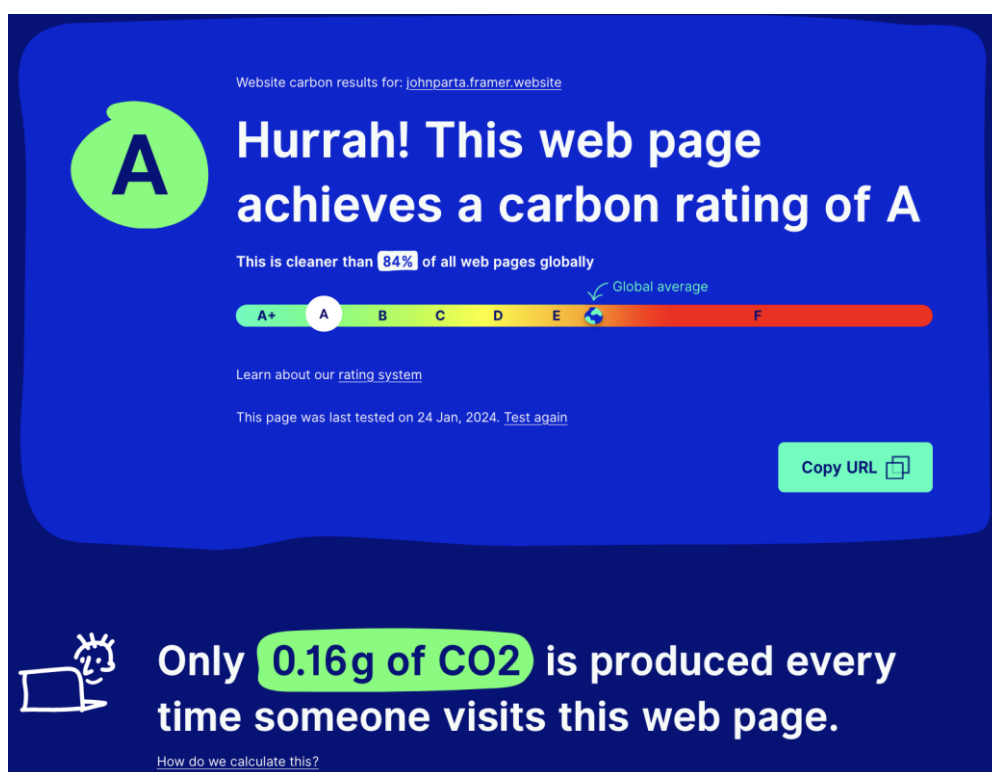 Website carbon results for: johnparta.framer.website
A
Hurrah! This web page
achieves a carbon rating of A
This is cleaner than 84% of all web pages globally
Global average
A+ A B C D E F
Learn about our rating system
This page was last tested on 24 Jan, 2024. Test again
Copy URL
Only 0.16g of CO2 is produced every
time someone visits this web page.
How do we calculate this?